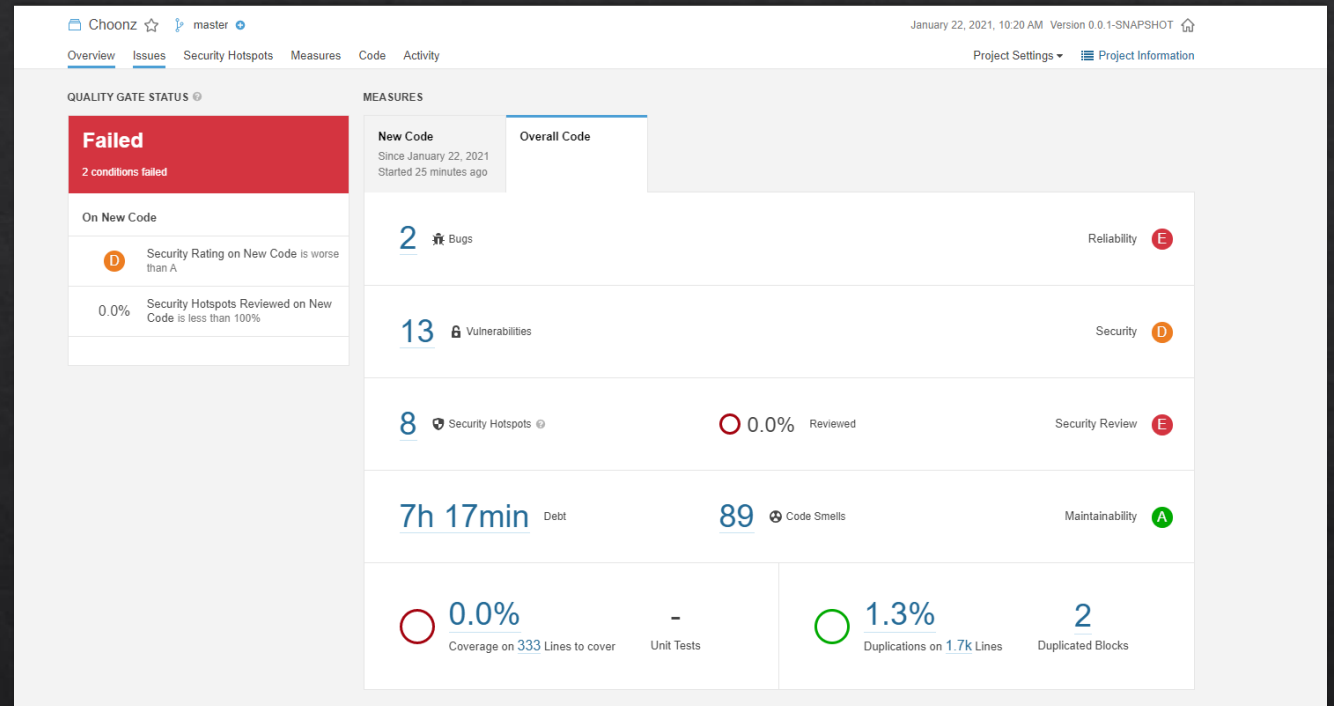 Choonz master
January 22, 2021, 10:20 AM Version 0.0.1-SNAPSHOT
Overview Issues Security Hotspots Measures Code Activity
Project Settings Project Information
QUALITY GATE STATUS ?
Failed
2 conditions failed
On New Code
D Security Rating on New Code is worse
than A
0.0% Security Hotspots Reviewed on New
Code is less than 100%
MEASURES
New Code
Since January 22, 2021
Started 25 minutes ago
Overall Code
2 Bugs Reliability E
13 Vulnerabilities Security D
8 Security Hotspots ? 0.0% Reviewed Security Review E
7h 17min Debt 89 Code Smells Maintainability A
0.0%
Coverage on 333 Lines to cover
-
Unit Tests
1.3%
Duplications on 1.7k Lines
2
Duplicated Blocks